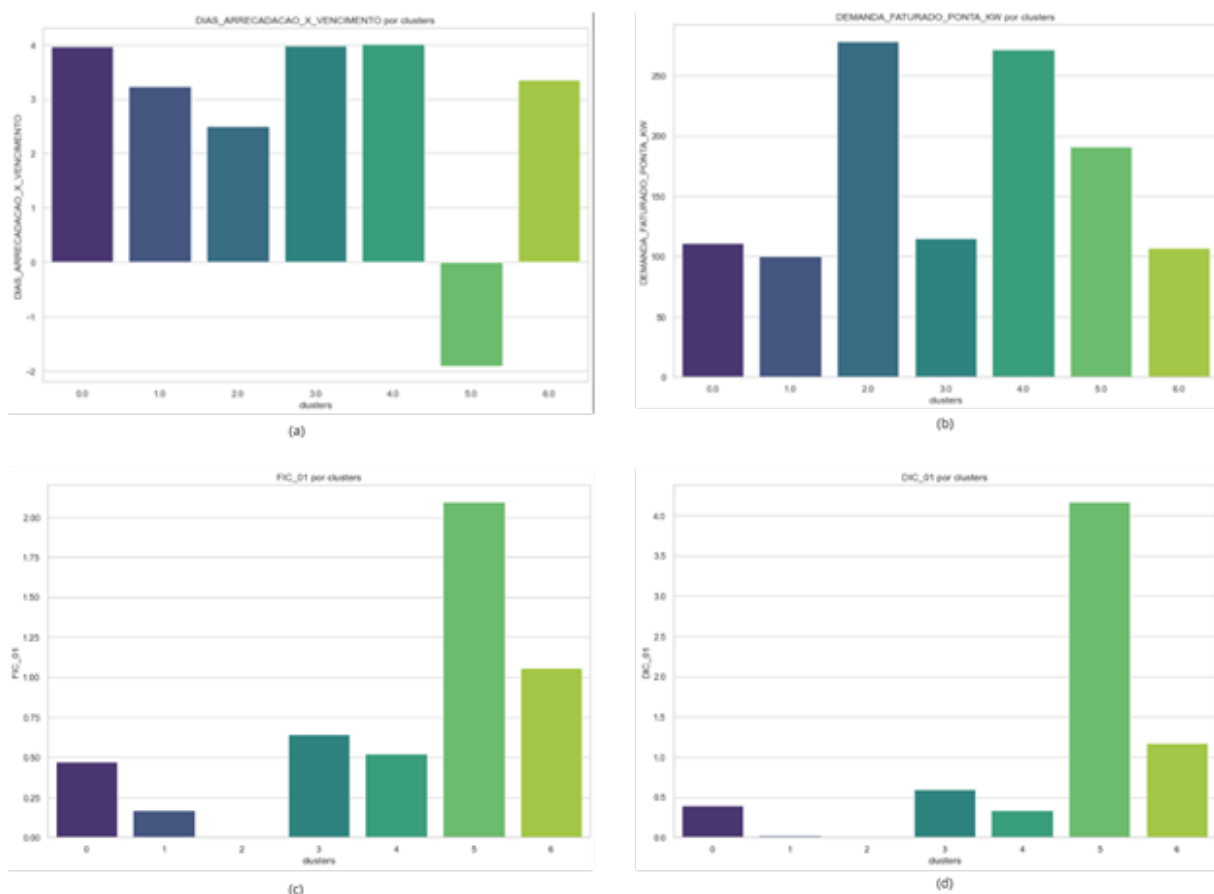 DIAS_ARRECADACAO_X_VENCIMENTO por clusters
DIAS_ARRECADACAO_X_VENCIMENTO
4
3
2
1
0
−1
−2
0.0 1.0 2.0 3.0 4.0 5.0 6.0
clusters
(a)
DEMANDA_FATURADO_PONTA_KW por clusters
DEMANDA_FATURADO_PONTA_KW
250
200
150
100
50
0
0.0 1.0 2.0 3.0 4.0 5.0 6.0
clusters
(b)
FIC_01 por clusters
FIC_01
2.00
1.75
1.50
1.25
1.00
0.75
0.50
0.25
0.00
0 1 2 3 4 5 6
clusters
(c)
DIC_01 por clusters
DIC_01
4.0
3.5
3.0
2.5
2.0
1.5
1.0
0.5
0.0
0 1 2 3 4 5 6
clusters
(d)